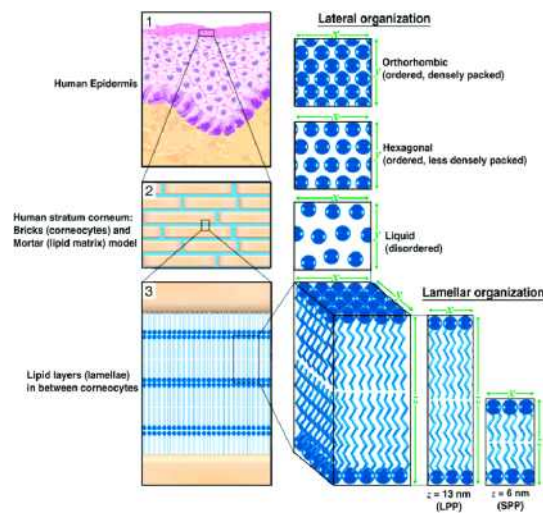 1
Human Epidermis
2
Human stratum corneum:
Bricks (corneocytes) and
Mortar (lipid matrix) model
3
Lipid layers (lamellae)
in between corneocytes
Lateral organization
x
y
Orthorhombic
(ordered, densely packed)
x
y
Hexagonal
(ordered, less densely packed)
x
y
Liquid
(disordered)
x
y
z
Lamellar organization
x
z
z = 13 nm
(LPP)
x
z
z = 6 nm
(SPP)